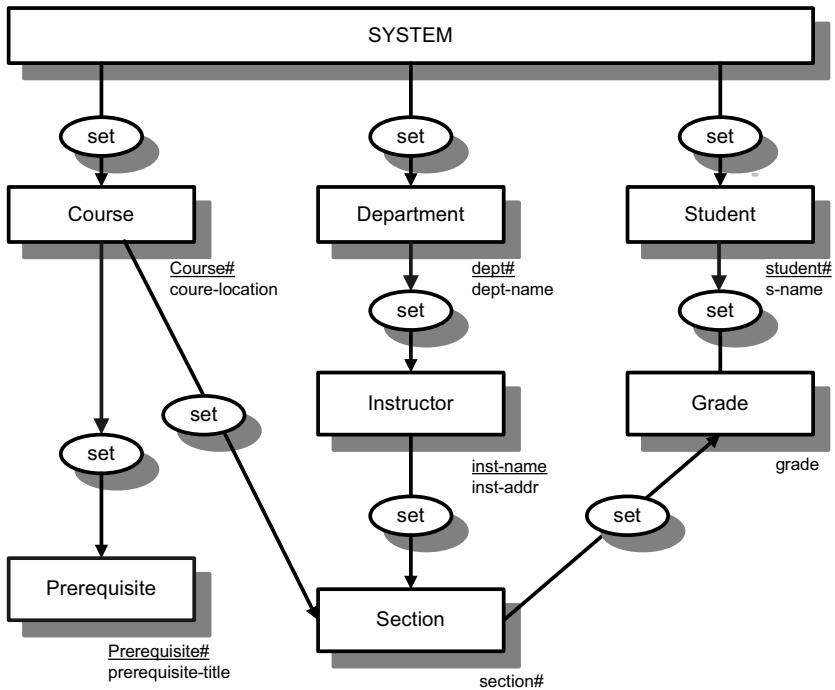 SYSTEM
set
set
set
Course
Department
Student
Course#
coure-location
dept#
dept-name
student#
s-name
set
set
Instructor
Grade
set
set
inst-name
inst-addr
grade
set
set
Prerequisite
Section
Prerequisite#
prerequisite-title
section#